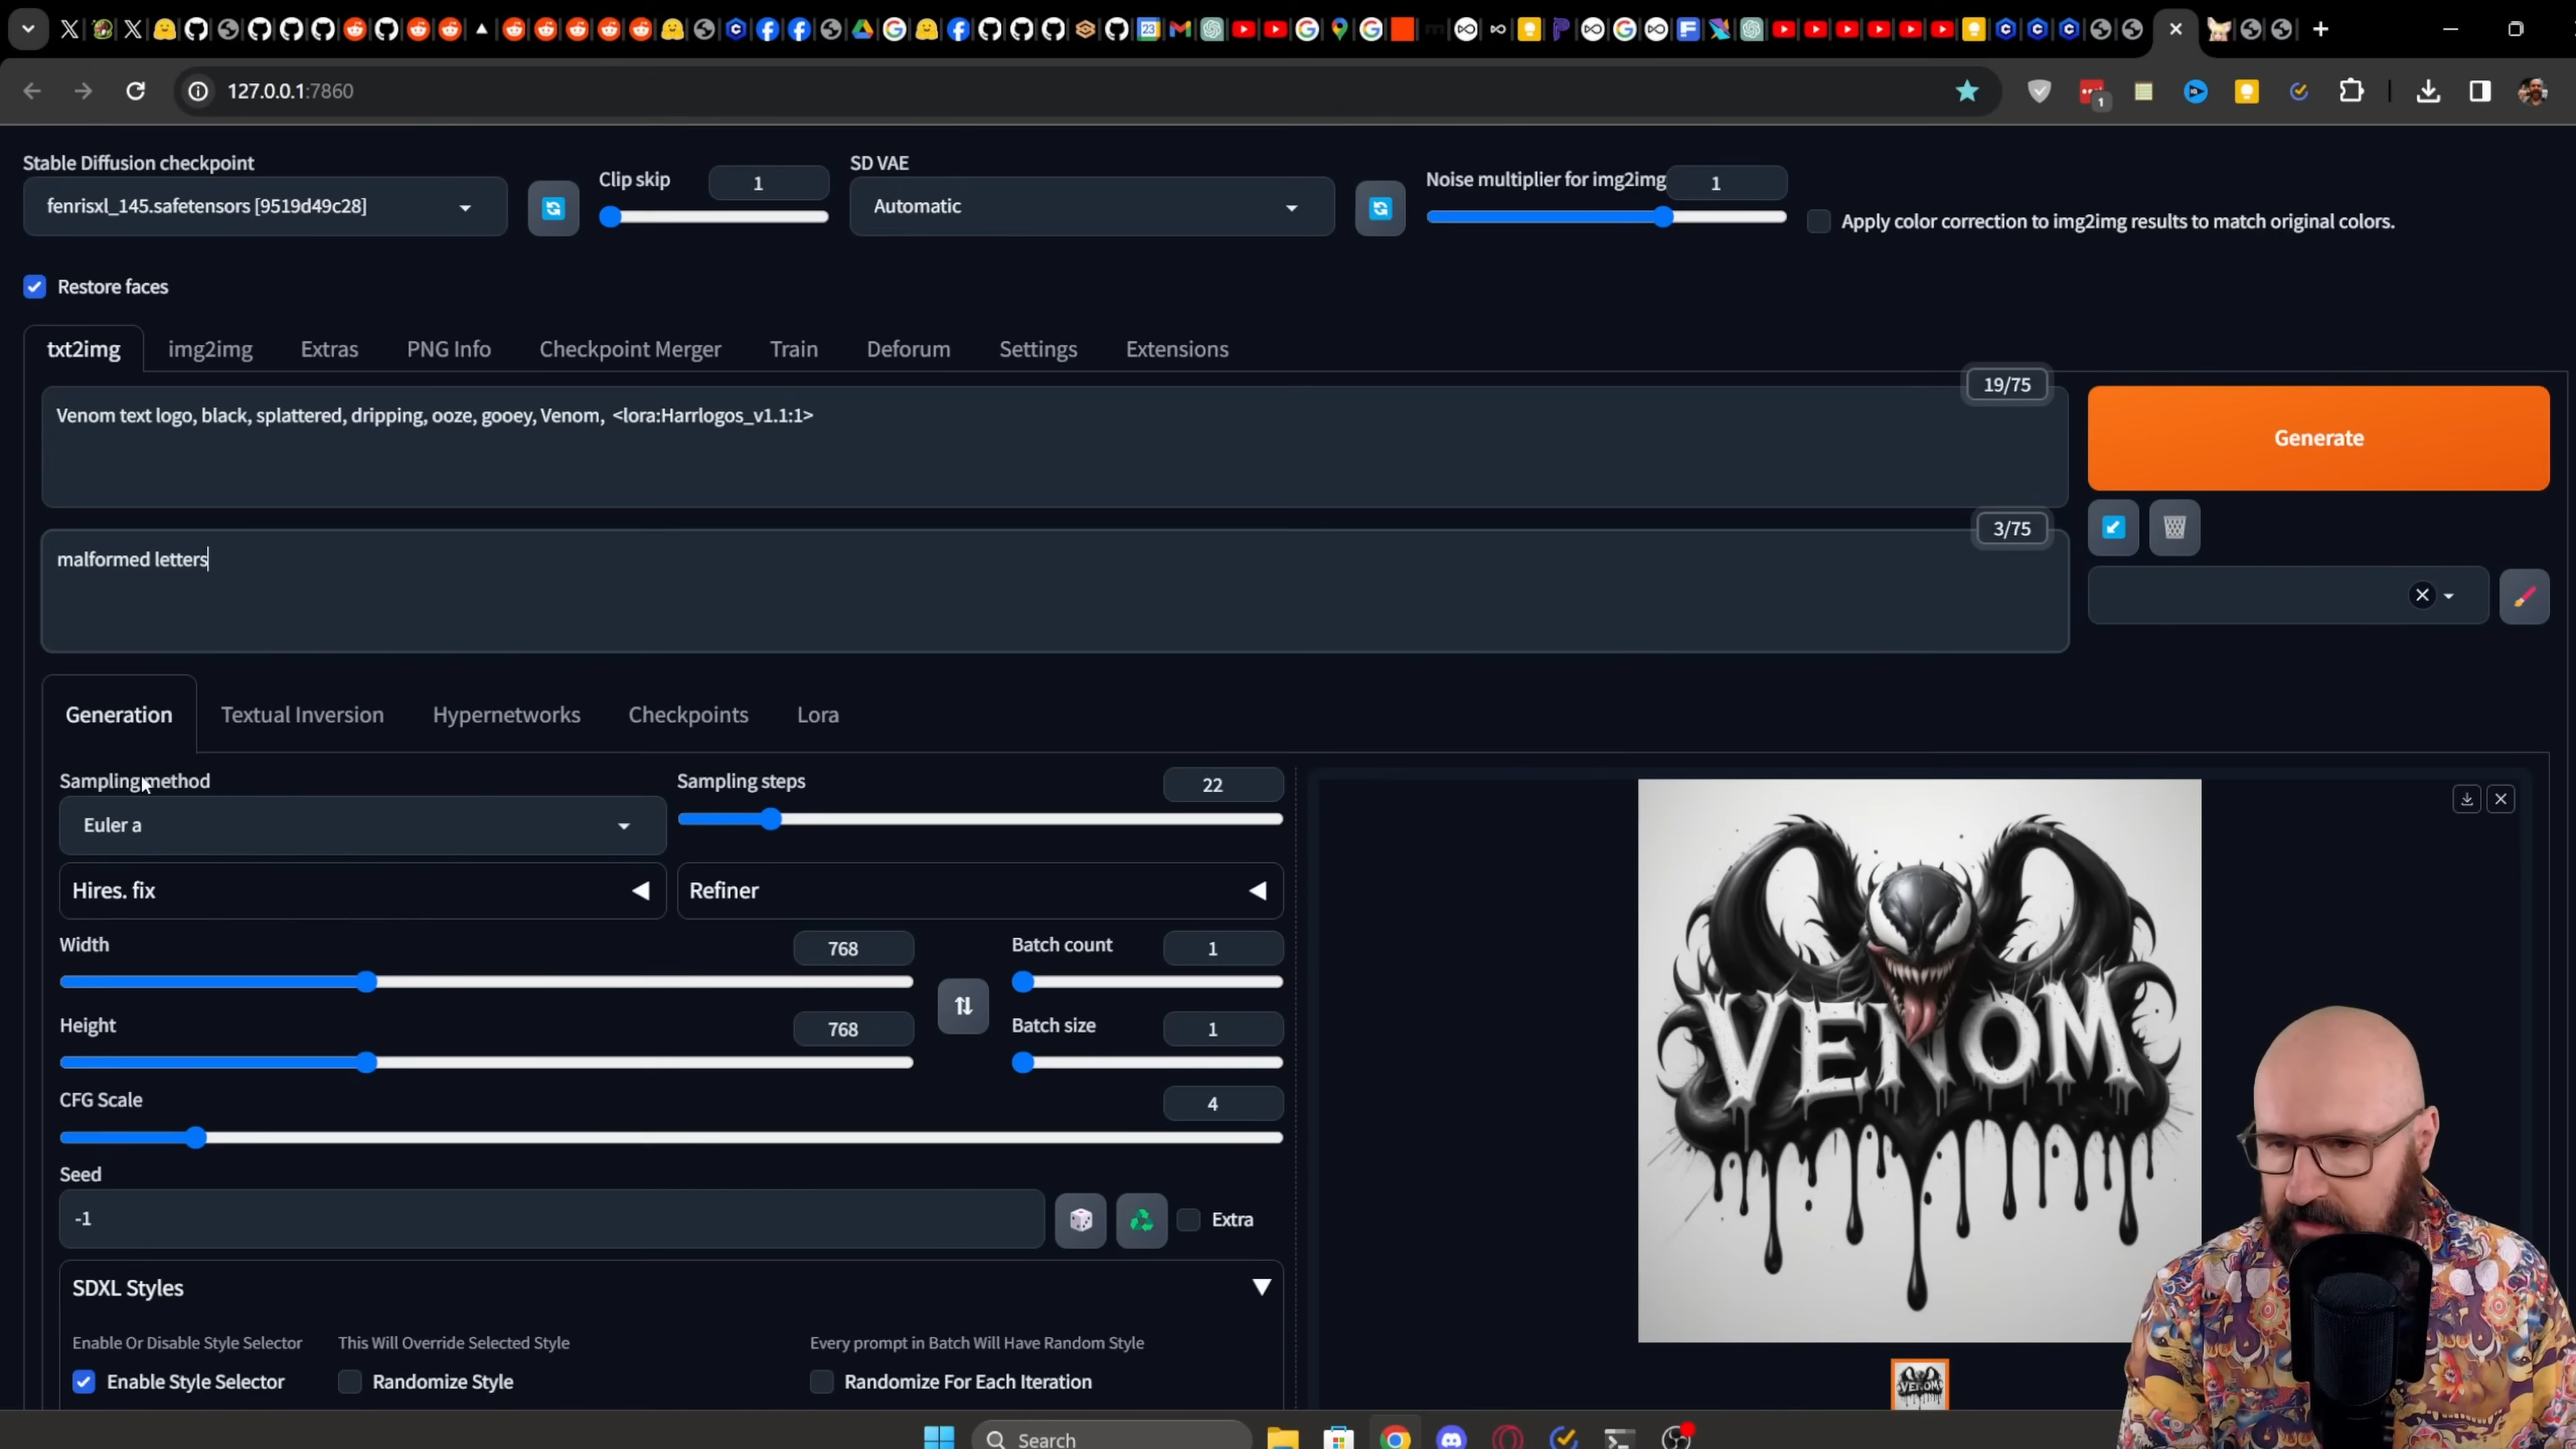 127.0.0.1:7860
1
Stable Diffusion checkpoint
fenrisxl_145.safetensors [9519d49c28]
Clip skip
1
SD VAE
Automatic
Noise multiplier for img2img
1
Apply color correction to img2img results to match original colors.
Restore faces
txt2img img2img Extras PNG Info Checkpoint Merger Train Deforum Settings Extensions
19/75
Venom text logo, black, splattered, dripping, ooze, gooey, Venom, <lora:Harrlogos_v1.1:1>
Generate
3/75
malformed letters
Generation Textual Inversion Hypernetworks Checkpoints Lora
Sampling method
Euler a
Sampling steps
22
Hires. fix
Refiner
Width
768
Batch count
1
Height
768
Batch size
1
CFG Scale
4
Seed
-1
Extra
VENOM
SDXL Styles
Enable Or Disable Style Selector This Will Override Selected Style Every prompt in Batch Will Have Random Style
Enable Style Selector Randomize Style Randomize For Each Iteration
VENOM
Search